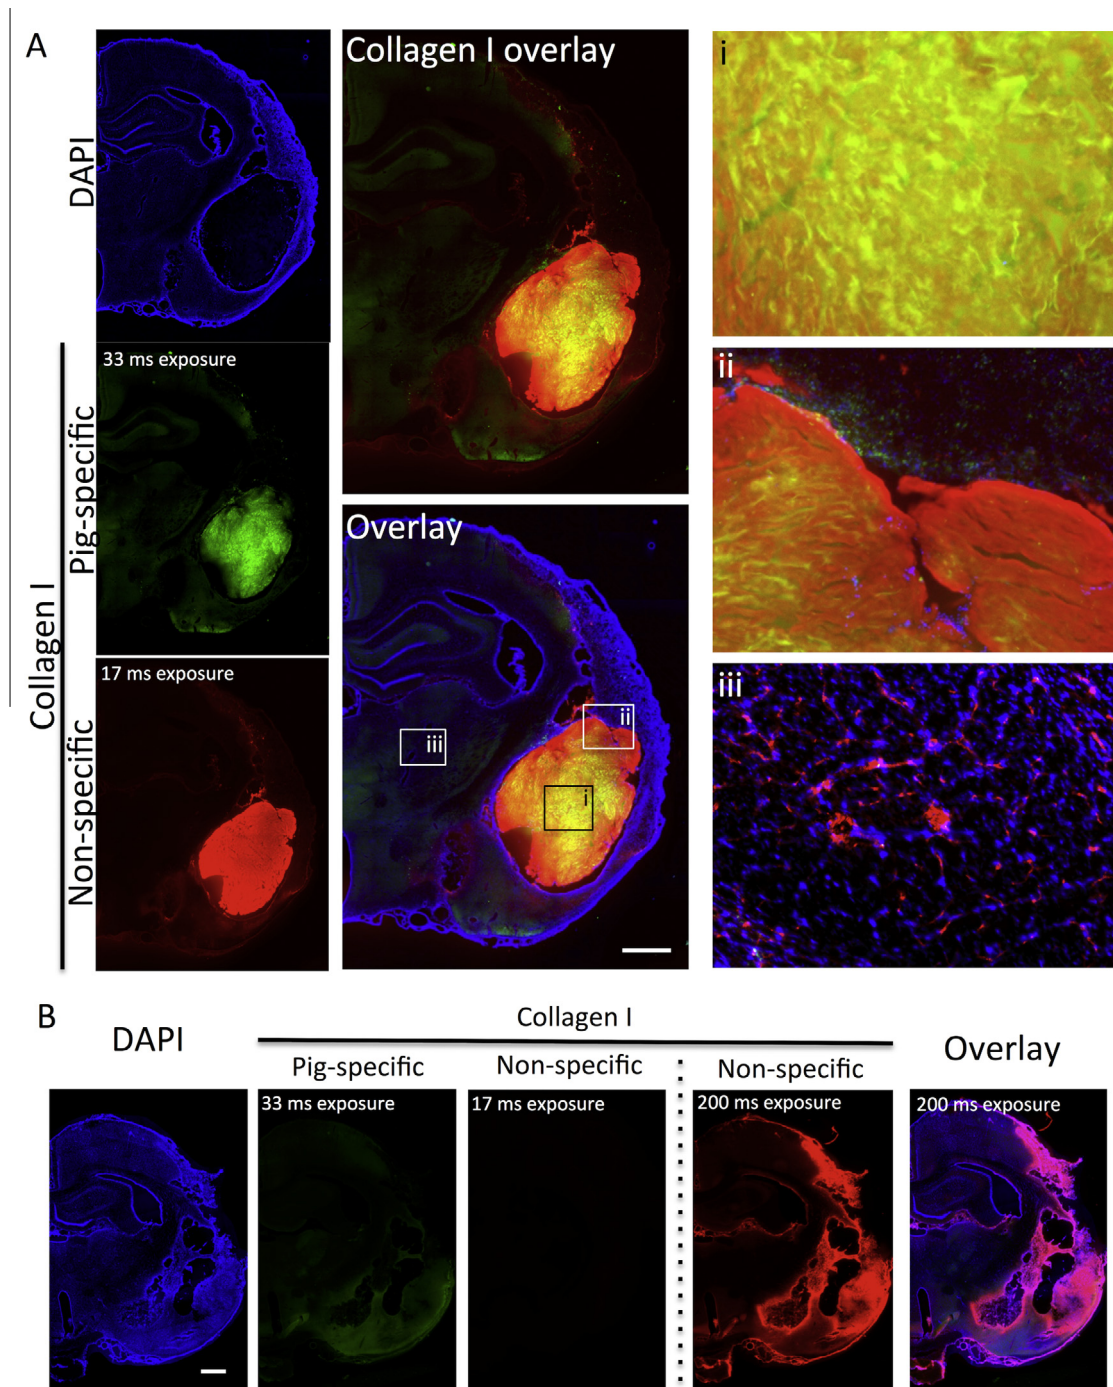 A
DAPI
Collagen I overlay
i
Collagen I
Pig-specific
33 ms exposure
ii
Overlay
iii
ii
i
Non-specific
17 ms exposure
iii
B
DAPI
Collagen I
Overlay
Pig-specific
Non-specific
Non-specific
33 ms exposure
17 ms exposure
200 ms exposure
200 ms exposure